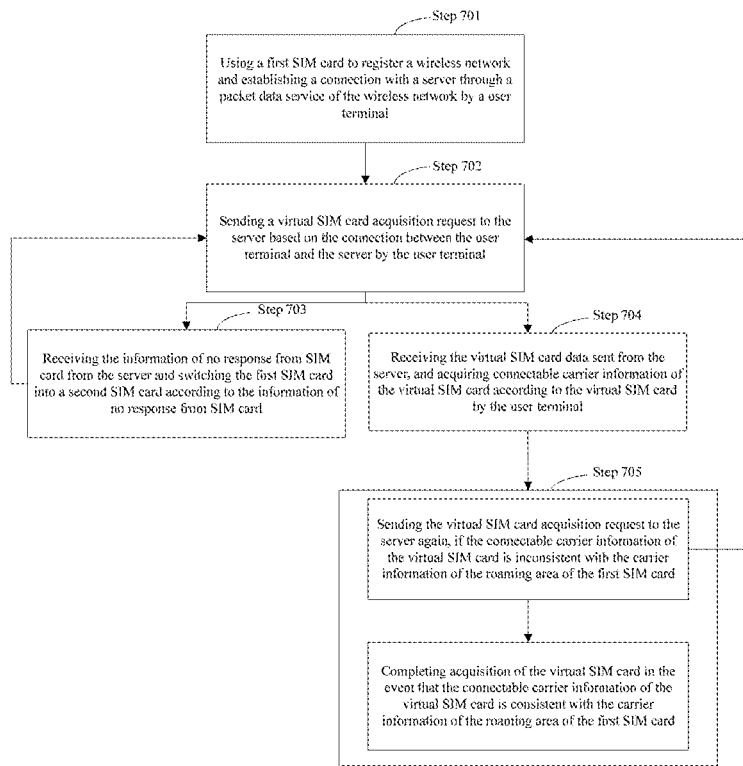 Step 701
Using a first SIM card to register a wireless network
and establishing a connection with a server through a
packet data service of the wireless network by a user
terminal
Step 702
Sending a virtual SIM card acquisition request to the
server based on the connection between the user
terminal and the server by the user terminal
Step 703
Receiving the information of no response from SIM
card from the server and switching the first SIM card
into a second SIM card according to the information of
no response from SIM card
Step 704
Receiving the virtual SIM card data sent from the
server, and acquiring connectable carrier information of
the virtual SIM card according to the virtual SIM card
by the user terminal
Step 705
Sending the virtual SIM card acquisition request to the
server again, if the connectable carrier information of
the virtual SIM card is inconsistent with the carrier
information of the roaming area of the first SIM card
Completing acquisition of the virtual SIM card in the
event that the connectable carrier information of the
virtual SIM card is consistent with the carrier
information of the roaming area of the first SIM card